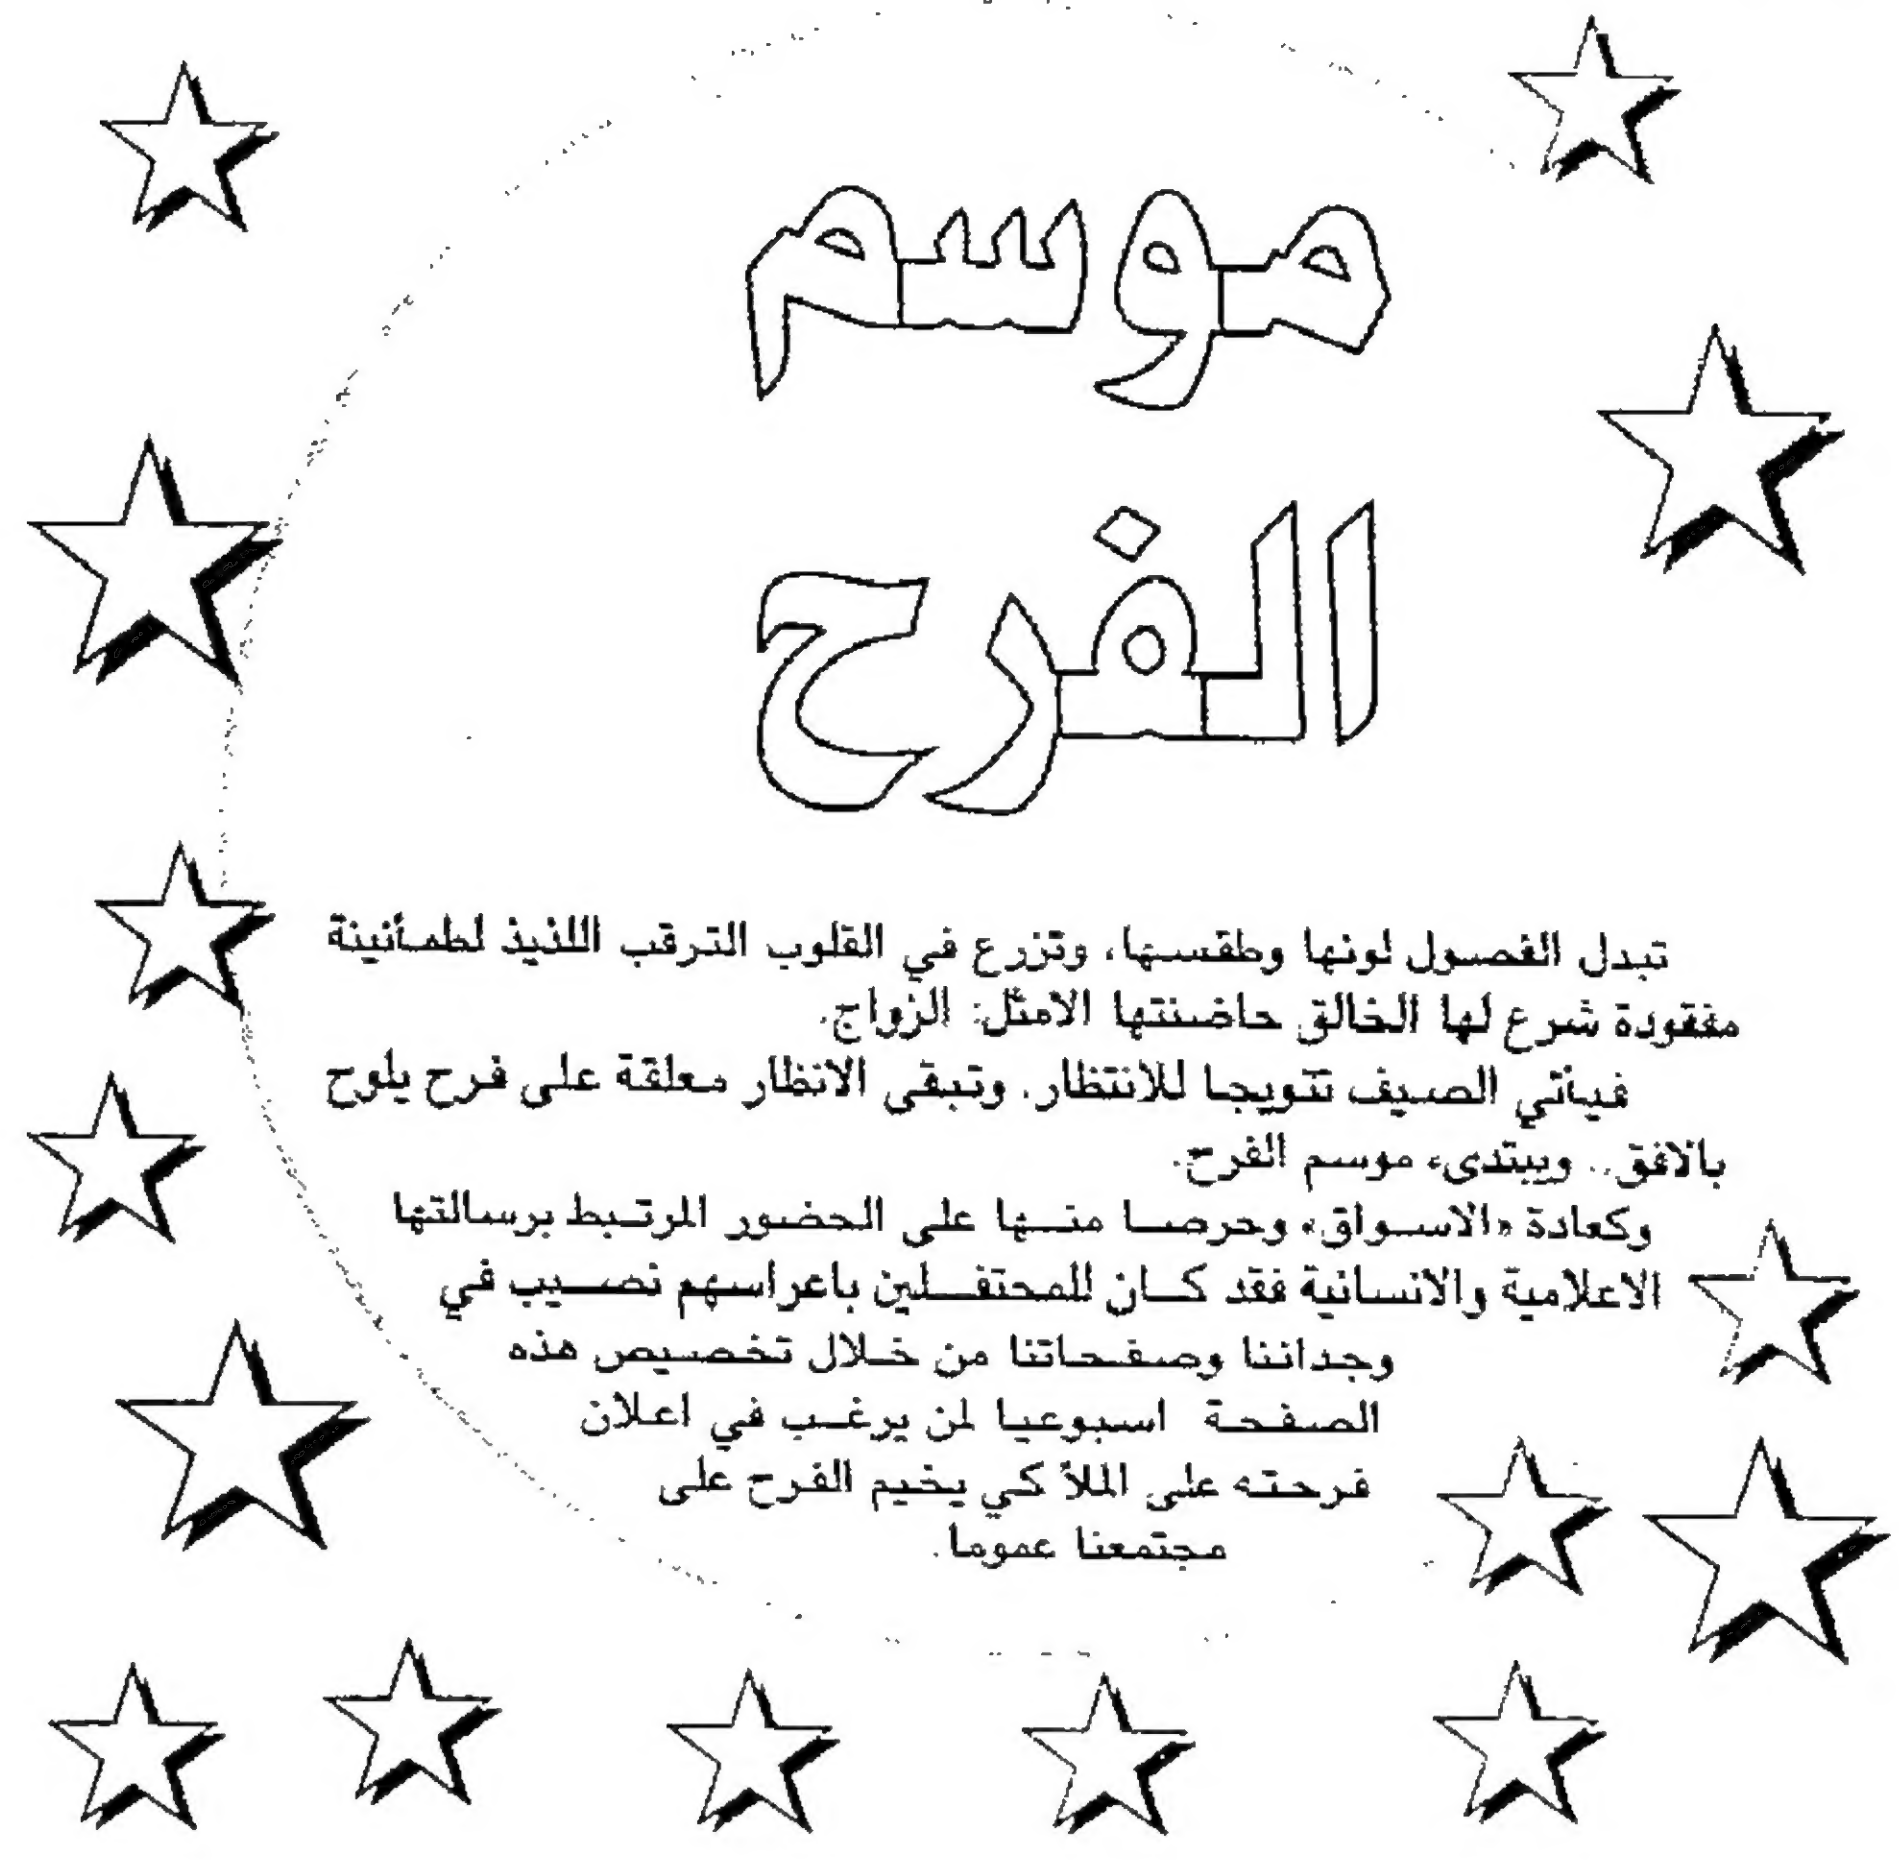 موسم
الفرح
تبدل الفصول لونها وطقسها، وتزرع في القلوب الترقب اللذيذ لطمأنينة
مفقودة شرع لها الخالق حاضنتها الامثل: الزواج.
فيأتي الصيف تتويجا للانتظار. وتبقى الانظار معلقة على فرح يلوح
بالافق.. ويبتدىء موسم الفرح.
وكعادة «الاسواق» وحرصا منها على الحضور المرتبط برسالتها
الاعلامية والانسانية فقد كان للمحتفلين باعراسهم نصيب في
وجداننا وصفحاتنا من خلال تخصيص هذه
الصفحة اسبوعيا لمن يرغب في اعلان
فرحته على الملأ كي يخيم الفرح على
مجتمعنا عموما.